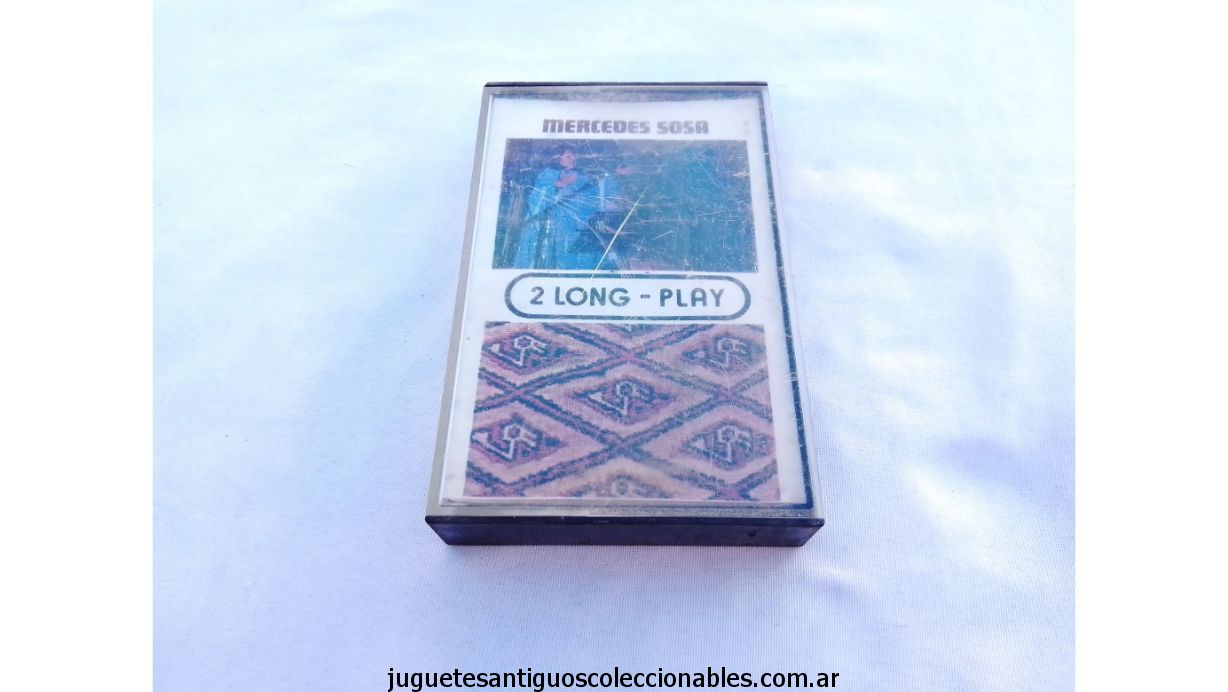 MERCEDES SOSA
2 LONG - PLAY
juguetesantiguoscoleccionables.com.ar